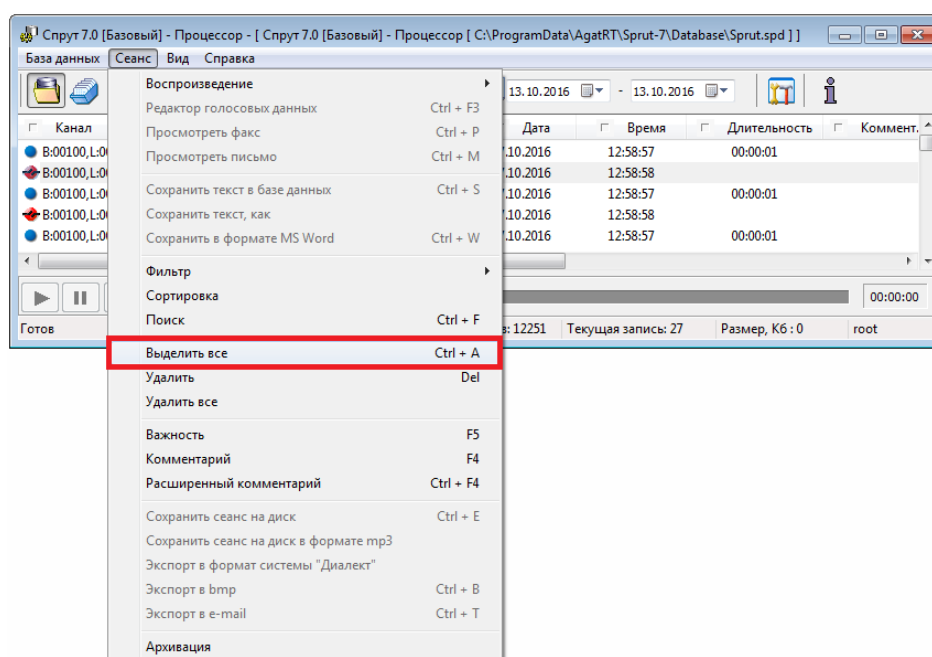 Спрут 7.0 [Базовый] - Процессор - [ Спрут 7.0 [Базовый] - Процессор [ C:\ProgramData\AgatRT\Sprut-7\Database\Sprut.spd ] ]
База данных Сеанс Вид Справка
13.10.2016 - 13.10.2016
Канал Дата Время Длительность Коммент.
B:00100,L:0 .10.2016 12:58:57 00:00:01
B:00100,L:0 .10.2016 12:58:58
B:00100,L:0 .10.2016 12:58:57 00:00:01
B:00100,L:0 .10.2016 12:58:58
B:00100,L:0 .10.2016 12:58:57 00:00:01
00:00:00
Готов : 12251 Текущая запись: 27 Размер, Кб : 0 root
Воспроизведение
Редактор голосовых данных Ctrl + F3
Просмотреть факс Ctrl + P
Просмотреть письмо Ctrl + M
Сохранить текст в базе данных Ctrl + S
Сохранить текст, как
Сохранить в формате MS Word Ctrl + W
Фильтр
Сортировка
Поиск Ctrl + F
Выделить все Ctrl + A
Удалить Del
Удалить все
Важность F5
Комментарий F4
Расширенный комментарий Ctrl + F4
Сохранить сеанс на диск Ctrl + E
Сохранить сеанс на диск в формате mp3
Экспорт в формат системы "Диалект"
Экспорт в bmp Ctrl + B
Экспорт в e-mail Ctrl + T
Архивация